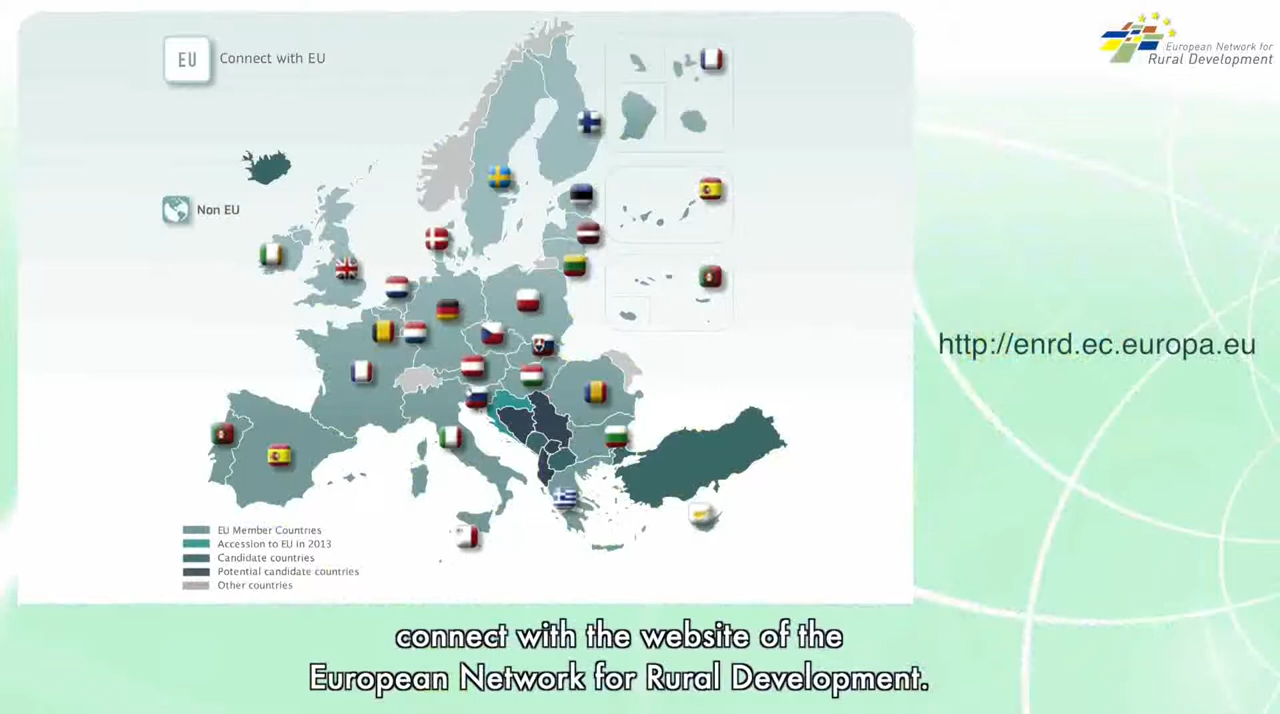 EU
Connect with EU
European Network for
Rural Development
Non EU
http://enrd.ec.europa.eu
EU Member Countries
Accession to EU in 2013
Candidate countries
Potential candidate countries
Other countries
connect with the website of the
European Network for Rural Development.